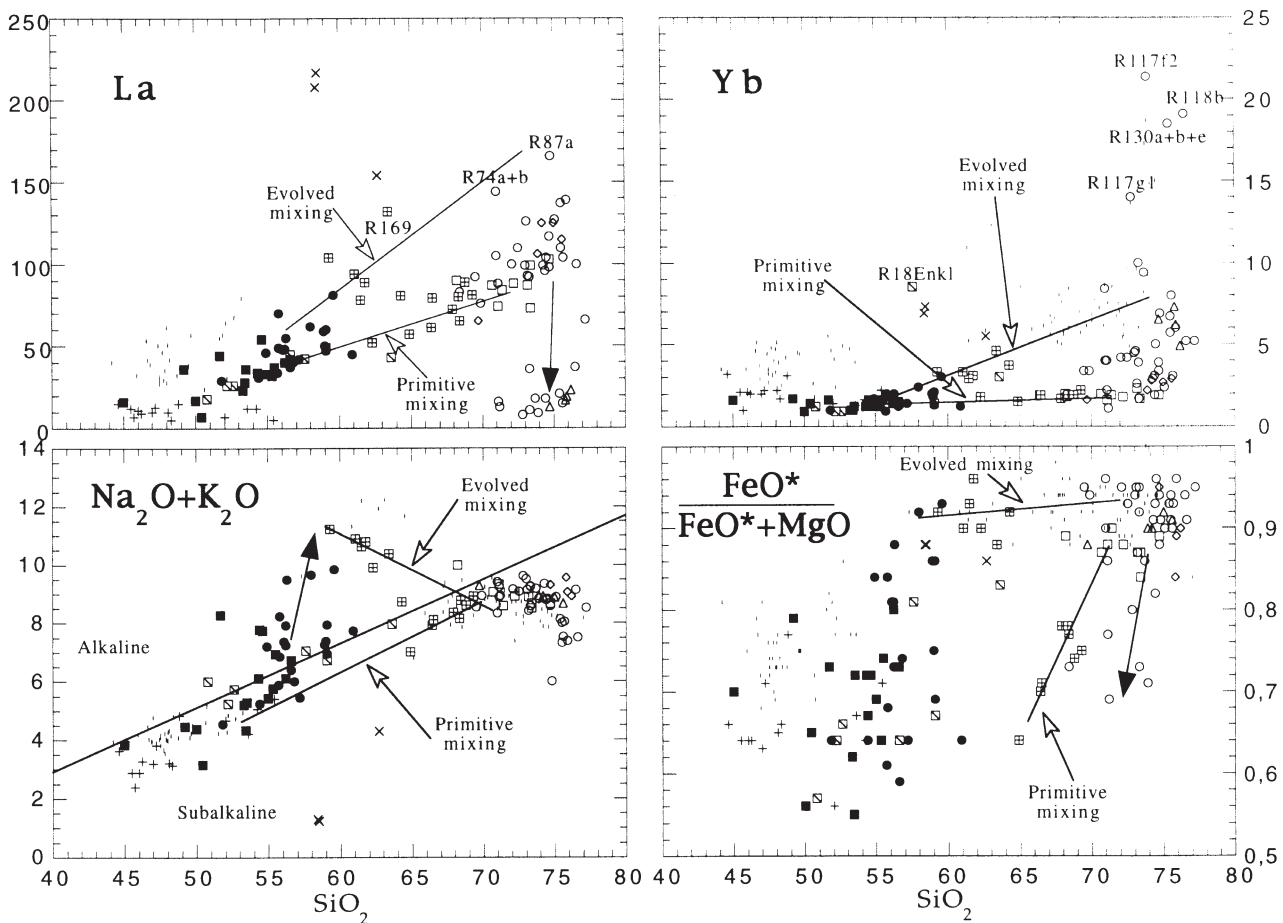 250
200
150
100
50
0
La
R87a
R74a+b
Evolved
mixing
R169
Primitive
mixing
Yb
R117f2
R118b
R130a+b+e
Evolved
mixing
R117g1
Primitive
mixing
R18Enkl
25
20
15
10
5
0
14
12
10
8
6
4
2
0
Na2O+K2O
Evolved
mixing
Alkaline
Primitive
mixing
Subalkaline
40 45 50 55 60 65 70 75 80
SiO2
Evolved mixing
FeO*
FeO*+MgO
Primitive
mixing
1
0,9
0,8
0,7
0,6
0,5
40 45 50 55 60 65 70 75 80
SiO2